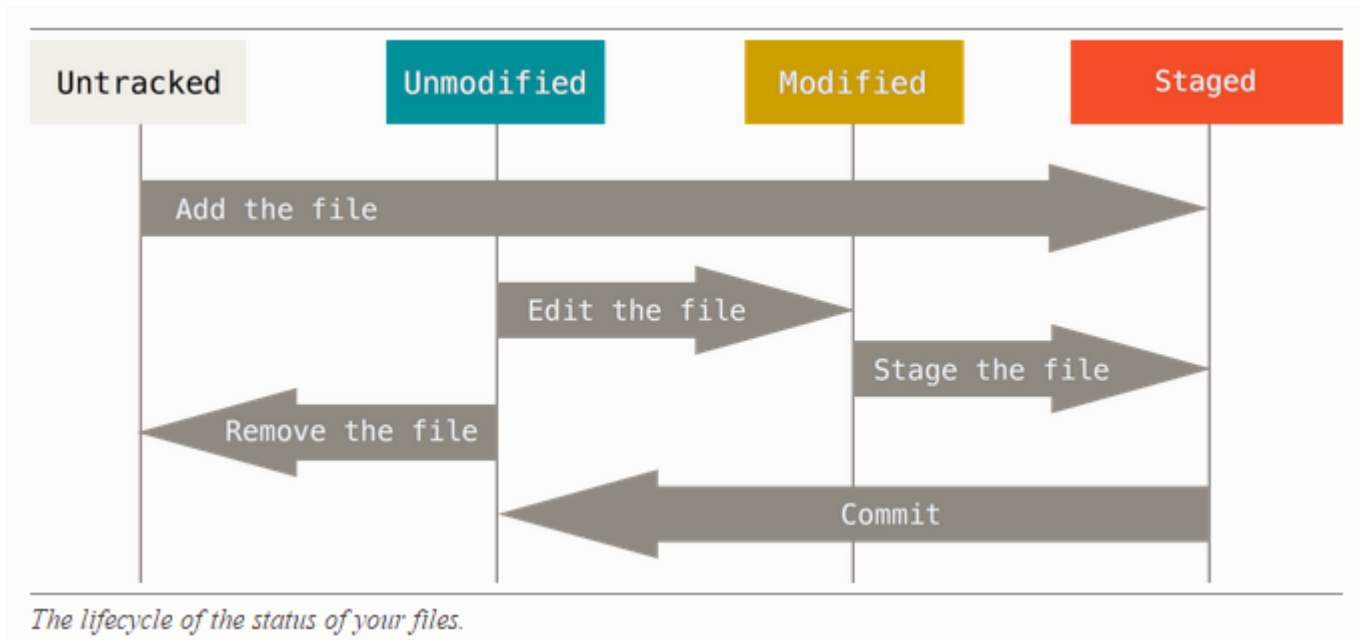 Untracked Unmodified Modified Staged
Add the file
Edit the file
Stage the file
Remove the file
Commit
The lifecycle of the status of your files.